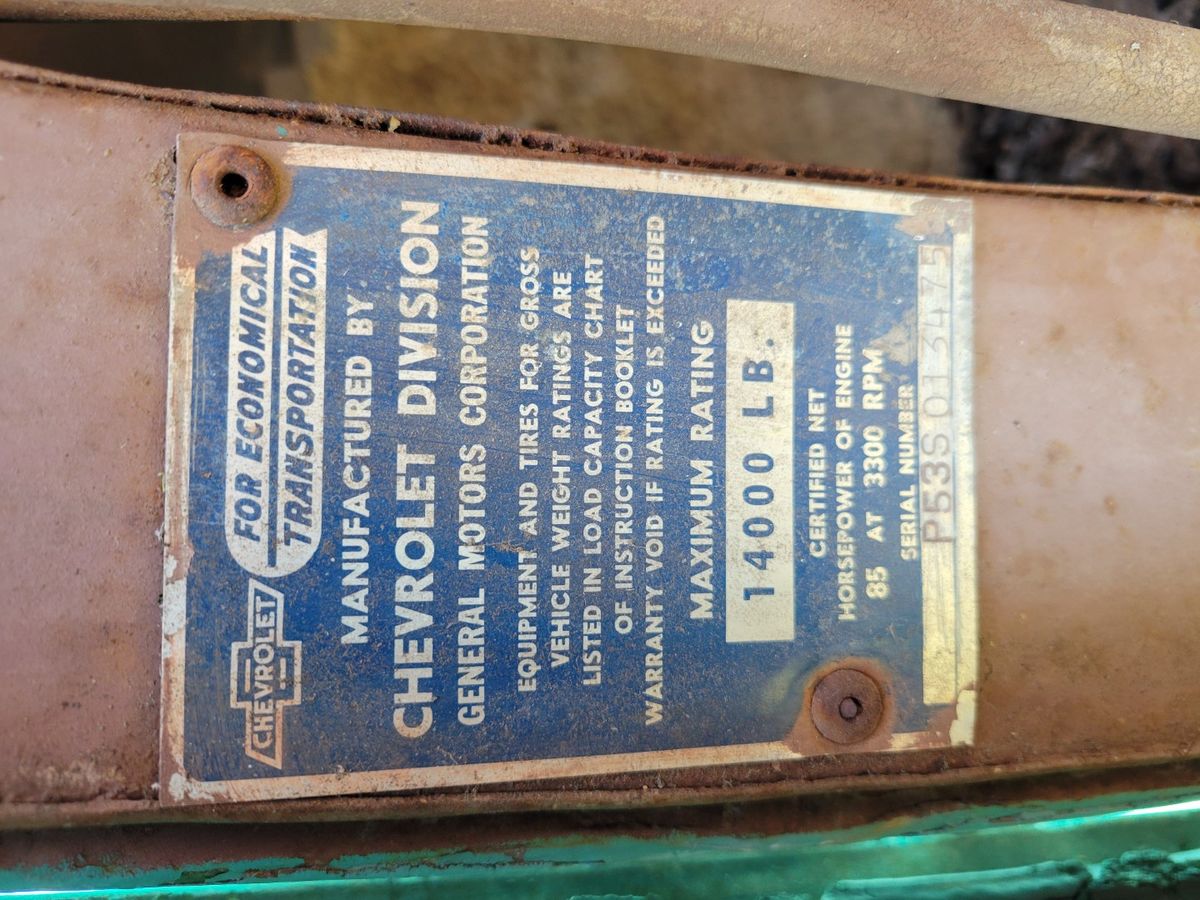 CHEVROLET
FOR ECONOMICAL
TRANSPORTATION
MANUFACTURED BY
CHEVROLET DIVISION
GENERAL MOTORS CORPORATION
EQUIPMENT AND TIRES FOR GROSS
VEHICLE WEIGHT RATINGS ARE
LISTED IN LOAD CAPACITY CHART
OF INSTRUCTION BOOKLET
WARRANTY VOID IF RATING IS EXCEEDED
MAXIMUM RATING
14000 LB.
CERTIFIED NET
HORSEPOWER OF ENGINE
85 AT 3300 RPM
SERIAL NUMBER
P53S013475